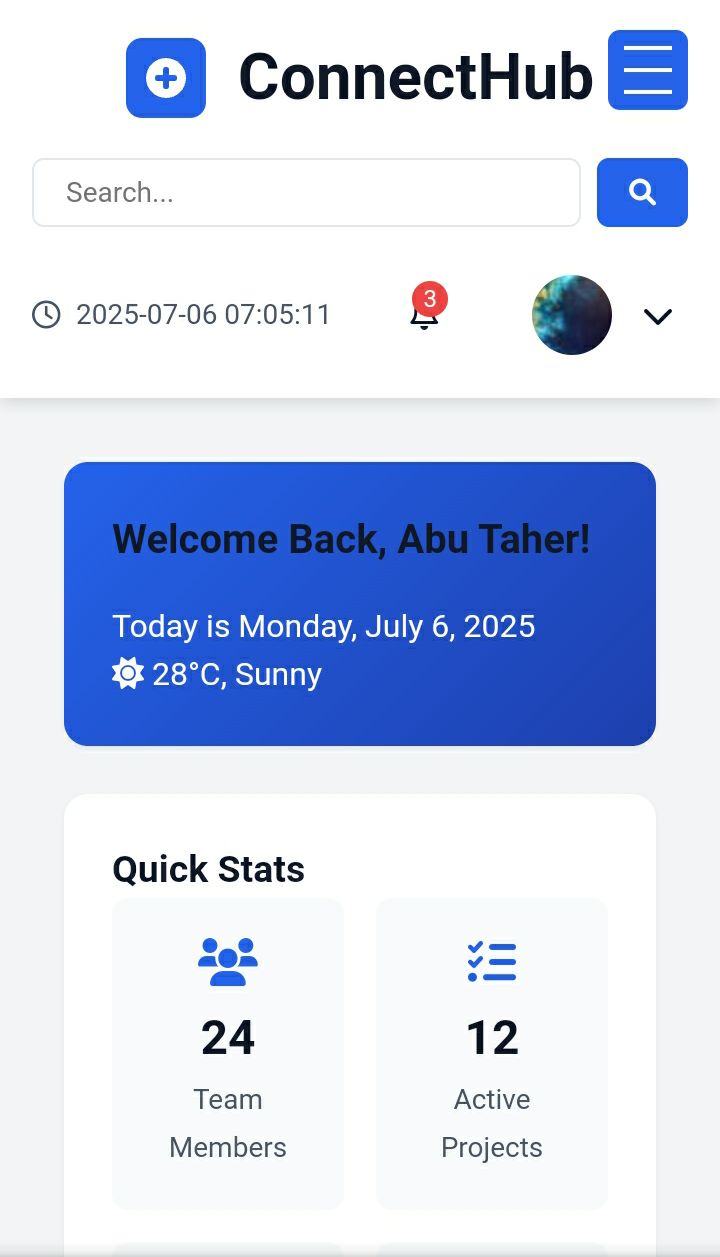 ConnectHub
Search...
2025-07-06 07:05:11
3
Welcome Back, Abu Taher!
Today is Monday, July 6, 2025
28°C, Sunny
Quick Stats
24
Team
Members
12
Active
Projects